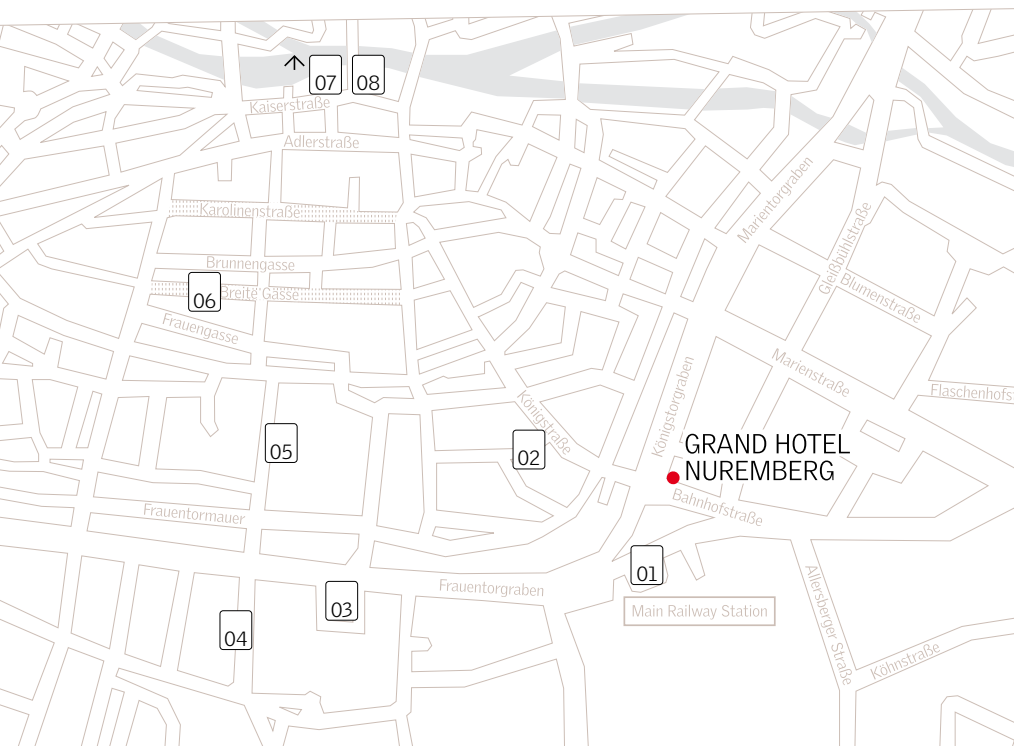 07
08
Kaiserstraße
Adlerstraße
Karolinenstraße
Marientorgraben
Gleißbühlstraße
Brunnengasse
06
Breite Gasse
Blumenstraße
Frauengasse
Marienstraße
Königstorgraben
Flaschenhofs
Königstraße
05
02
GRAND HOTEL
NUREMBERG
Bahnhofstraße
Frauentormauer
01
Frauentorgraben
03
Main Railway Station
04
Allersberger Straße
Köhnstraße